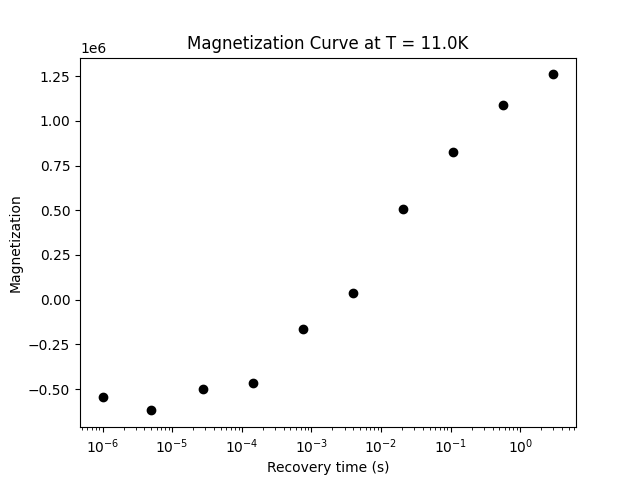 Magnetization Curve at T = 11.0K
1e6
1.25
1.00
0.75
0.50
0.25
0.00
−0.25
−0.50
Magnetization
10⁻⁶ 10⁻⁵ 10⁻⁴ 10⁻³ 10⁻² 10⁻¹ 10⁰
Recovery time (s)